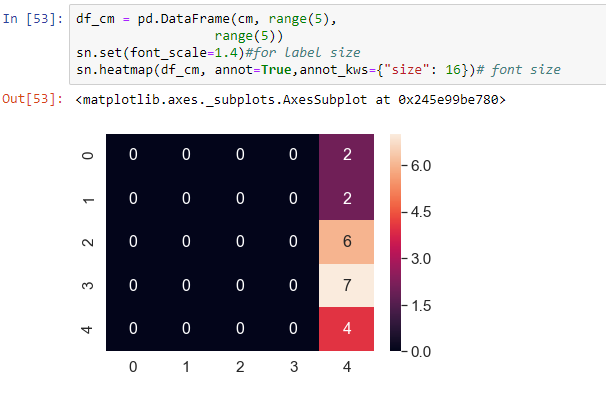 In [53]: df_cm = pd.DataFrame(cm, range(5),
range(5))
sn.set(font_scale=1.4)#for label size
sn.heatmap(df_cm, annot=True,annot_kws={"size": 16})# font size
Out[53]: <matplotlib.axes._subplots.AxesSubplot at 0x245e99be780>
0 0 0 0 0 2
1 0 0 0 0 2
2 0 0 0 0 6
3 0 0 0 0 7
4 0 0 0 0 4
0 1 2 3 4
6.0
4.5
3.0
1.5
0.0